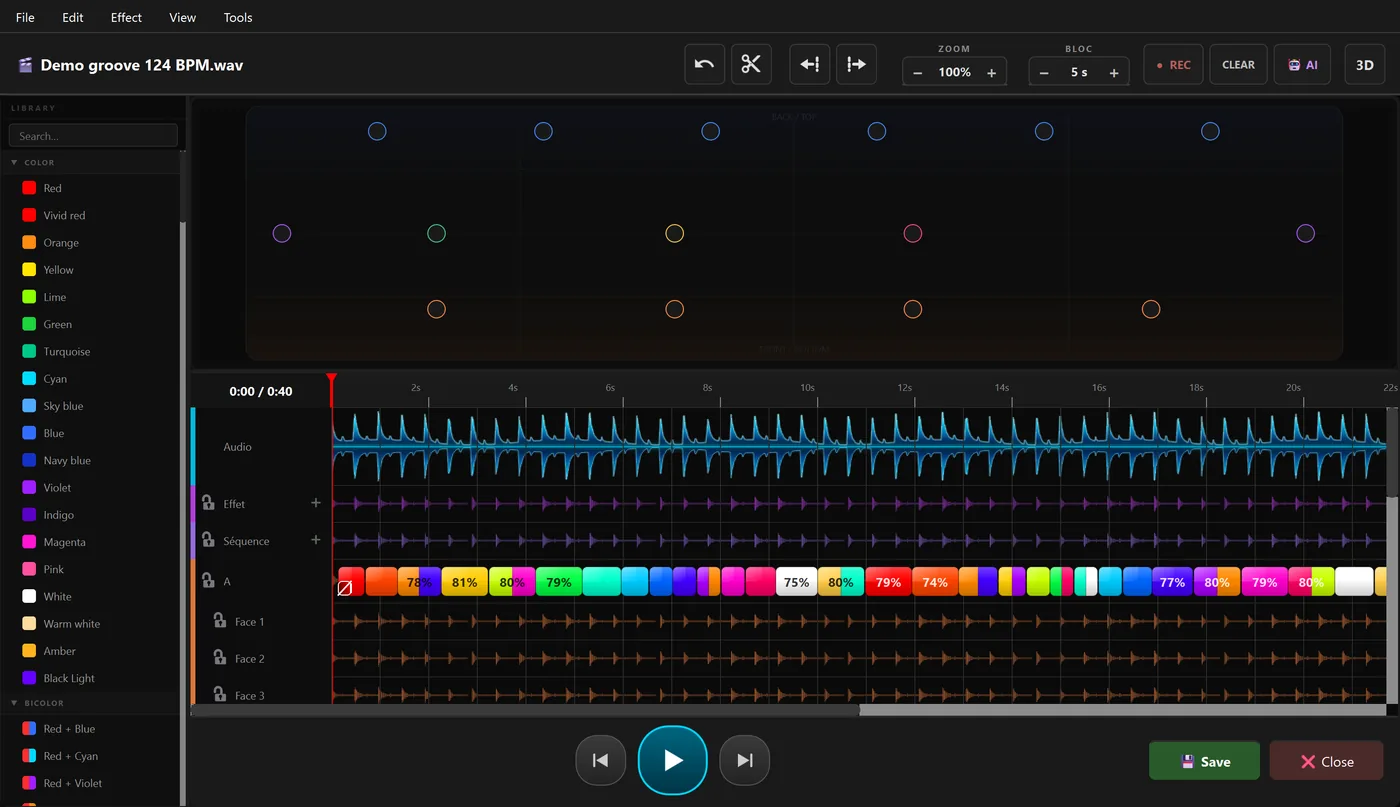 File Edit Effect View Tools
Demo groove 124 BPM.wav
ZOOM
− 100% +
BLOC
− 5 s +
● REC
CLEAR
AI
3D
LIBRARY
Search...
▼ COLOR
Red
Vivid red
Orange
Yellow
Lime
Green
Turquoise
Cyan
Sky blue
Blue
Navy blue
Violet
Indigo
Magenta
Pink
White
Warm white
Amber
Black Light
▼ BICOLOR
Red + Blue
Red + Cyan
Red + Violet
BACK / TOP
0:00 / 0:40
2s 4s 6s 8s 10s 12s 14s 16s 18s 20s 22s
Audio
Effet +
Séquence +
A
78% 81% 80% 79% 75% 80% 79% 74% 77% 80% 79% 80%
Face 1
Face 2
Face 3
Save
Close